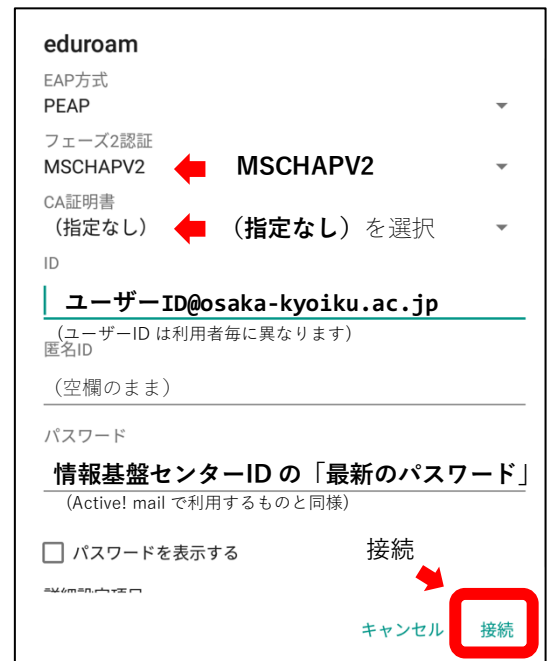 eduroam
EAP方式
PEAP
フェーズ2認証
MSCHAPV2 MSCHAPV2
CA証明書
（指定なし） （指定なし）を選択
ID
ユーザーID@osaka-kyoiku.ac.jp
(ユーザーID は利用者毎に異なります)
匿名ID
（空欄のまま）
パスワード
情報基盤センターID の「最新のパスワード」
(Active! mail で利用するものと同様)
パスワードを表示する 接続
キャンセル 接続